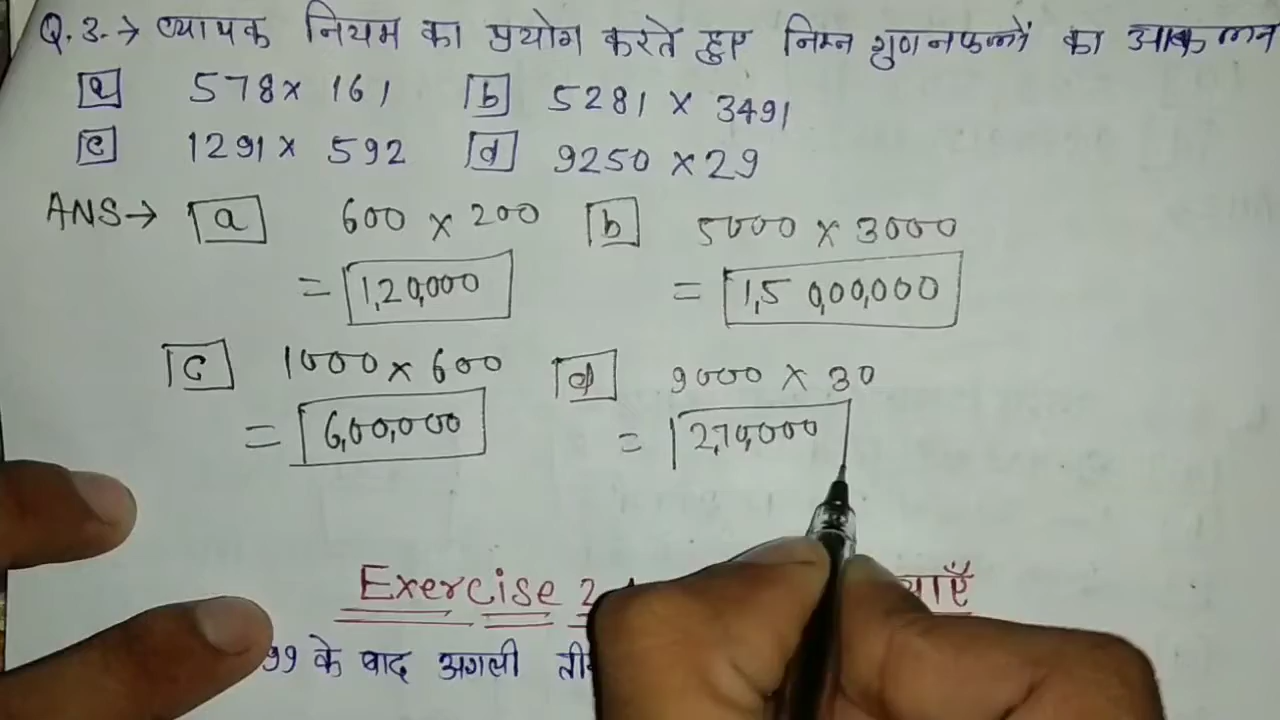 Q.3.→ व्यापक नियम का प्रयोग करते हुए निम्न गुणनफलों का आकलन
a 578× 161 b 5281 × 3491
c 1291× 592 d 9250 ×29
ANS→ a 600 × 200 b 5000 × 3000
= 1,20,000 = 1,50,00,000
c 1000 × 600 d 9000 × 30
= 6,00,000 = 2,70,000
Exercise 2
99 के बाद अगली